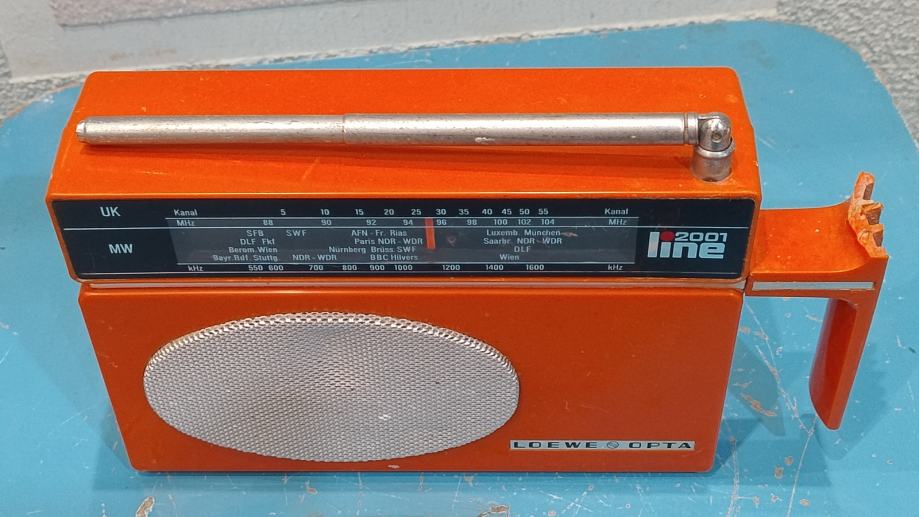 UK Kanal 5 10 15 20 25 30 35 40 45 50 55
MHz 88 90 92 94 96 98 100 102 104 MHz
2001
line
MW
SFB SWF AFN - Fr. Rias Luxemb. München
DLF Fkf Paris NDR - WDR Saarbr. NDR - WDR
Berom. Wien Nürnberg Brüss. SWF DLF
Bayr. Rdf. Stuttg. NDR - WDR BBC Hilvers Wien
kHz 550 600 700 800 900 1000 1200 1400 1600 kHz
LOEWE OPTA